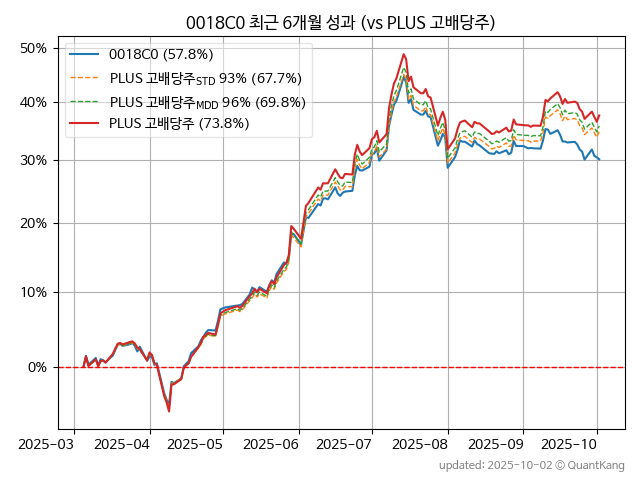 0018C0 최근 6개월 성과 (vs PLUS 고배당주)
50%
40%
30%
20%
10%
0%
0018C0 (57.8%)
PLUS 고배당주STD 93% (67.7%)
PLUS 고배당주MDD 96% (69.8%)
PLUS 고배당주 (73.8%)
2025-03 2025-04 2025-05 2025-06 2025-07 2025-08 2025-09 2025-10
updated: 2025-10-02 © QuantKang